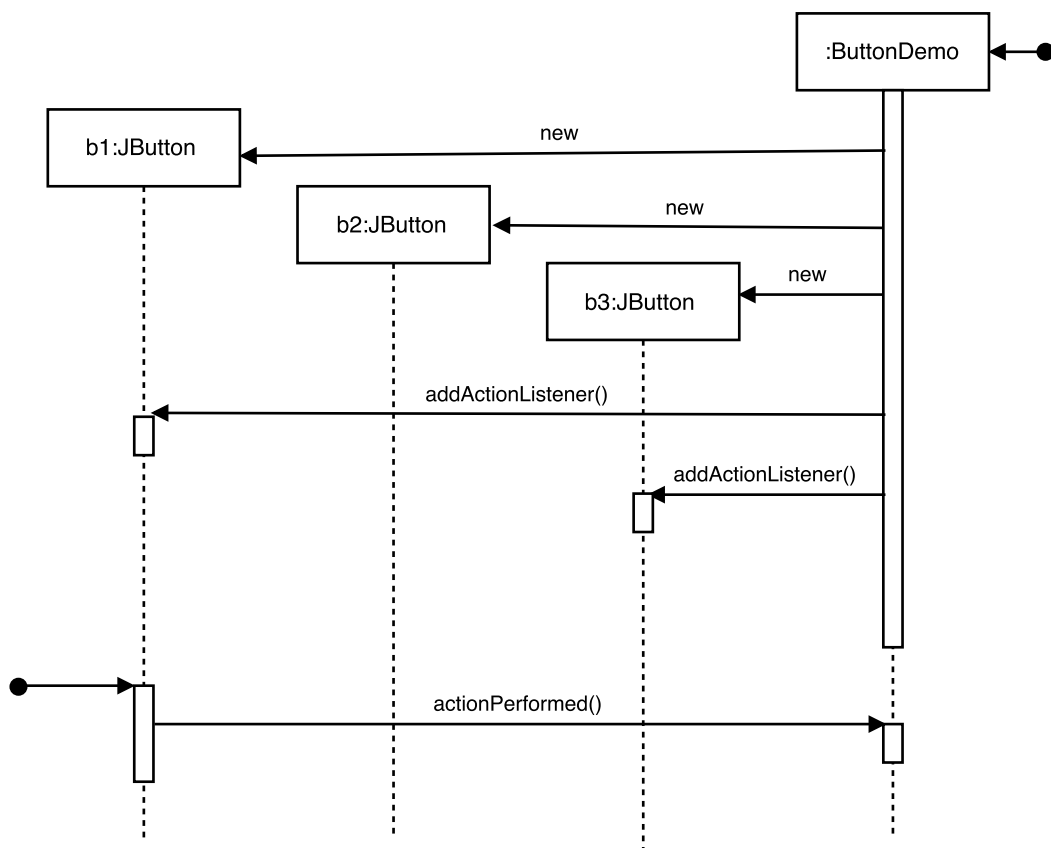 :ButtonDemo
b1:JButton
new
b2:JButton
new
b3:JButton
new
addActionListener()
addActionListener()
actionPerformed()